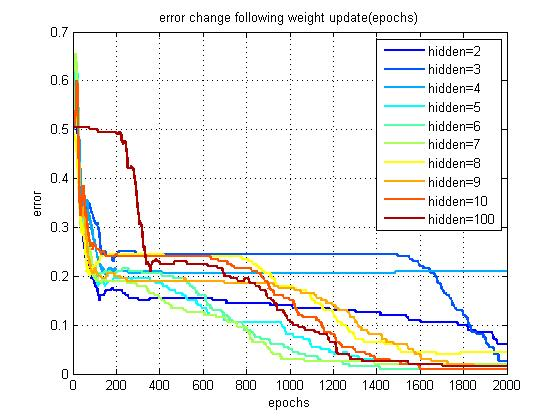 error change following weight update(epochs)
0.7
0.6
0.5
0.4
0.3
0.2
0.1
0
error
hidden=2
hidden=3
hidden=4
hidden=5
hidden=6
hidden=7
hidden=8
hidden=9
hidden=10
hidden=100
0 200 400 600 800 1000 1200 1400 1600 1800 2000
epochs